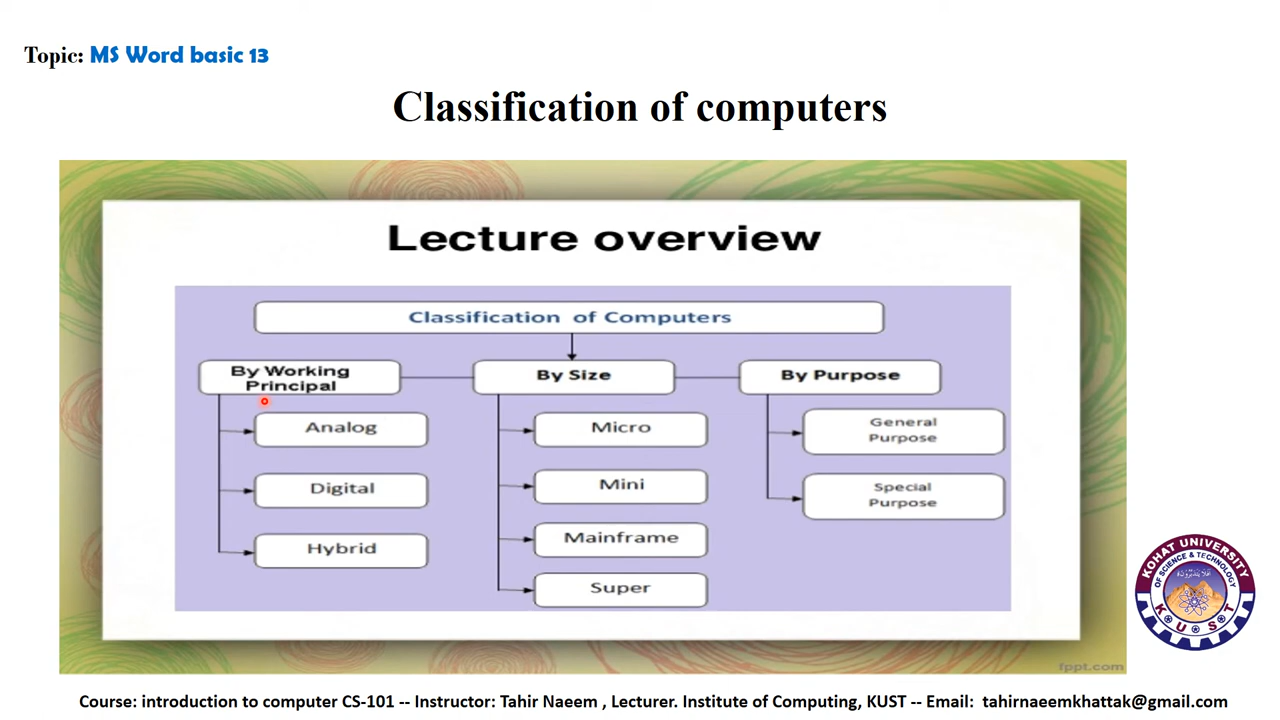 Topic: MS Word basic 13
Classification of computers
Lecture overview
Classification of Computers
By Working
Principal
Analog
Digital
Hybrid
By Size
Micro
Mini
Mainframe
Super
By Purpose
General
Purpose
Special
Purpose
KOHAT UNIVERSITY
OF SCIENCE & TECHNOLOGY
K U S T
fppt.com
Course: introduction to computer CS-101 -- Instructor: Tahir Naeem , Lecturer. Institute of Computing, KUST -- Email: tahirnaeemkhattak@gmail.com